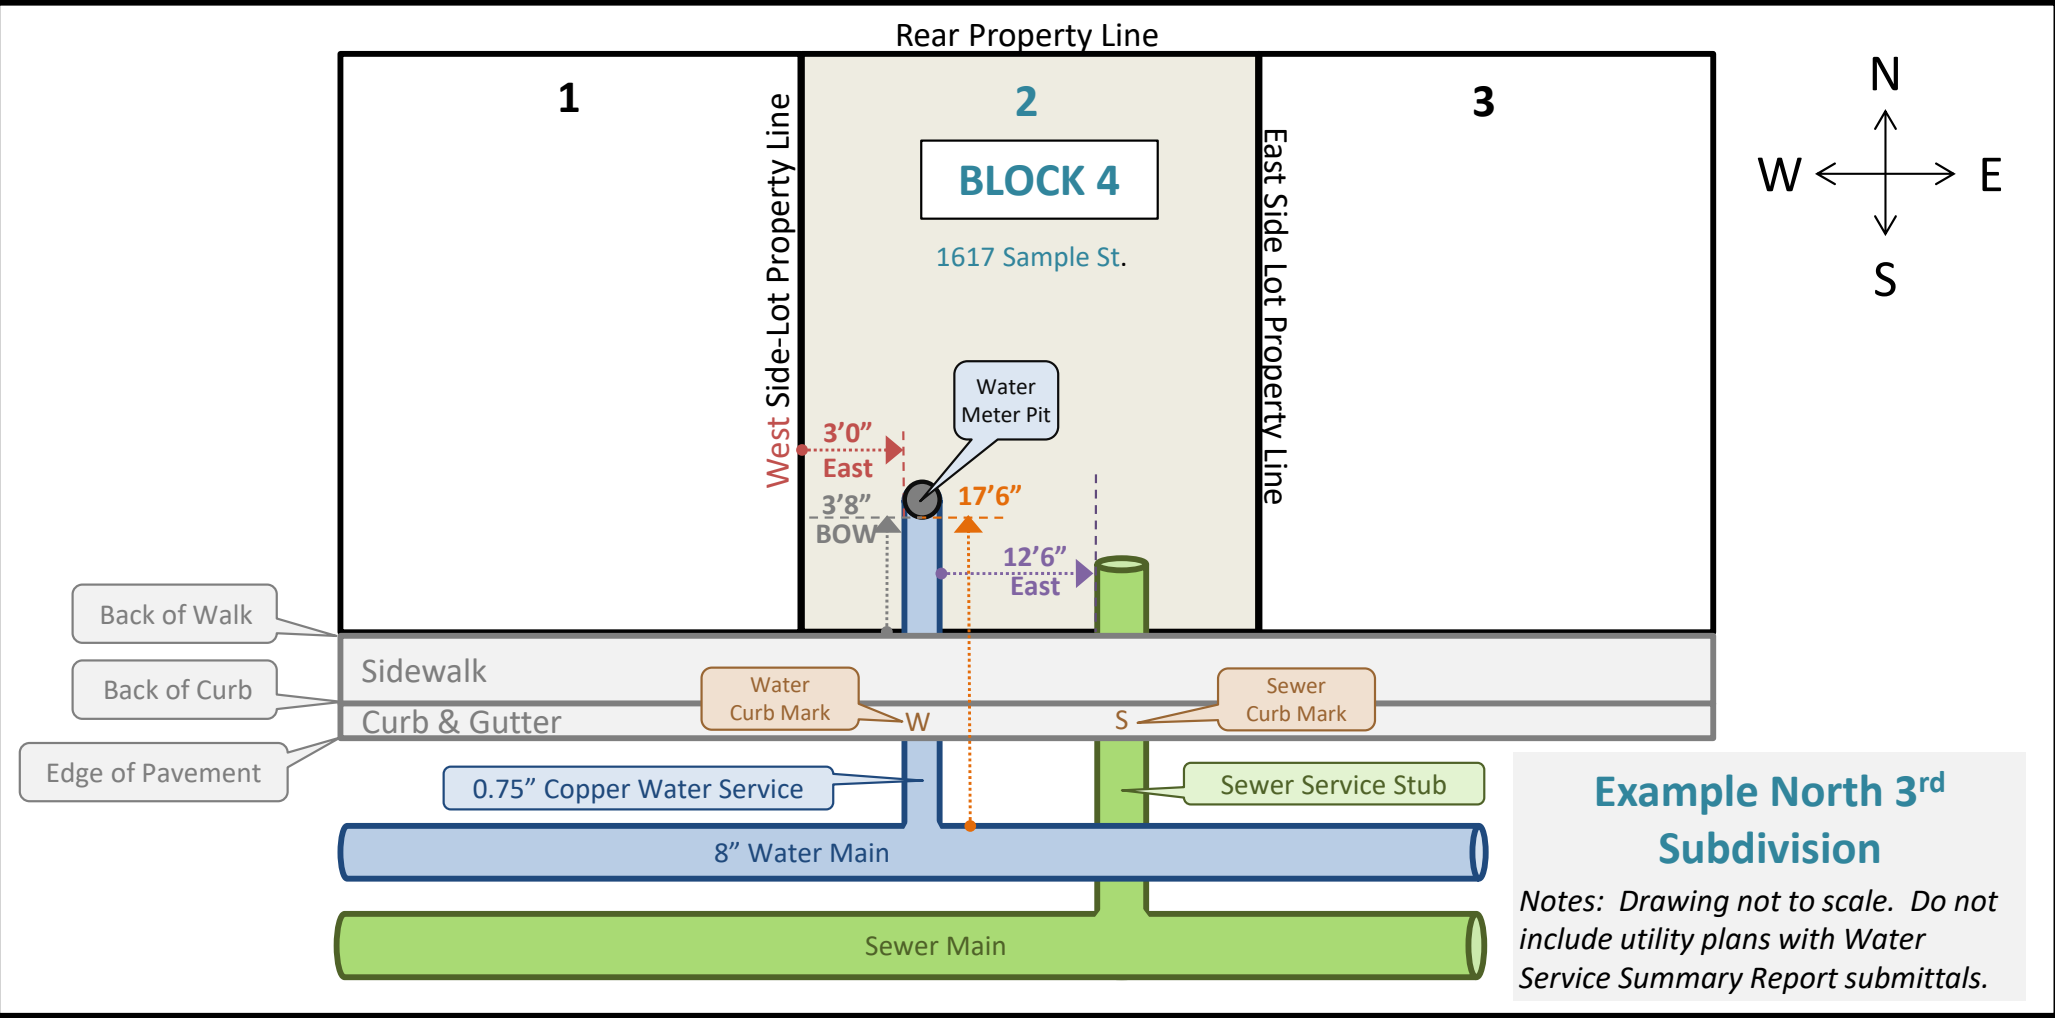 Rear Property Line
1
2
3
N
W
E
S
BLOCK 4
1617 Sample St.
West Side-Lot Property Line
East Side Lot Property Line
Water
Meter Pit
3’0”
East
3’8”
BOW
17’6”
12’6”
East
Back of Walk
Sidewalk
Back of Curb
Water
Curb Mark
W
S
Sewer
Curb Mark
Curb & Gutter
Edge of Pavement
0.75” Copper Water Service
Sewer Service Stub
8” Water Main
Sewer Main
Example North 3rd
Subdivision
Notes: Drawing not to scale. Do not
include utility plans with Water
Service Summary Report submittals.